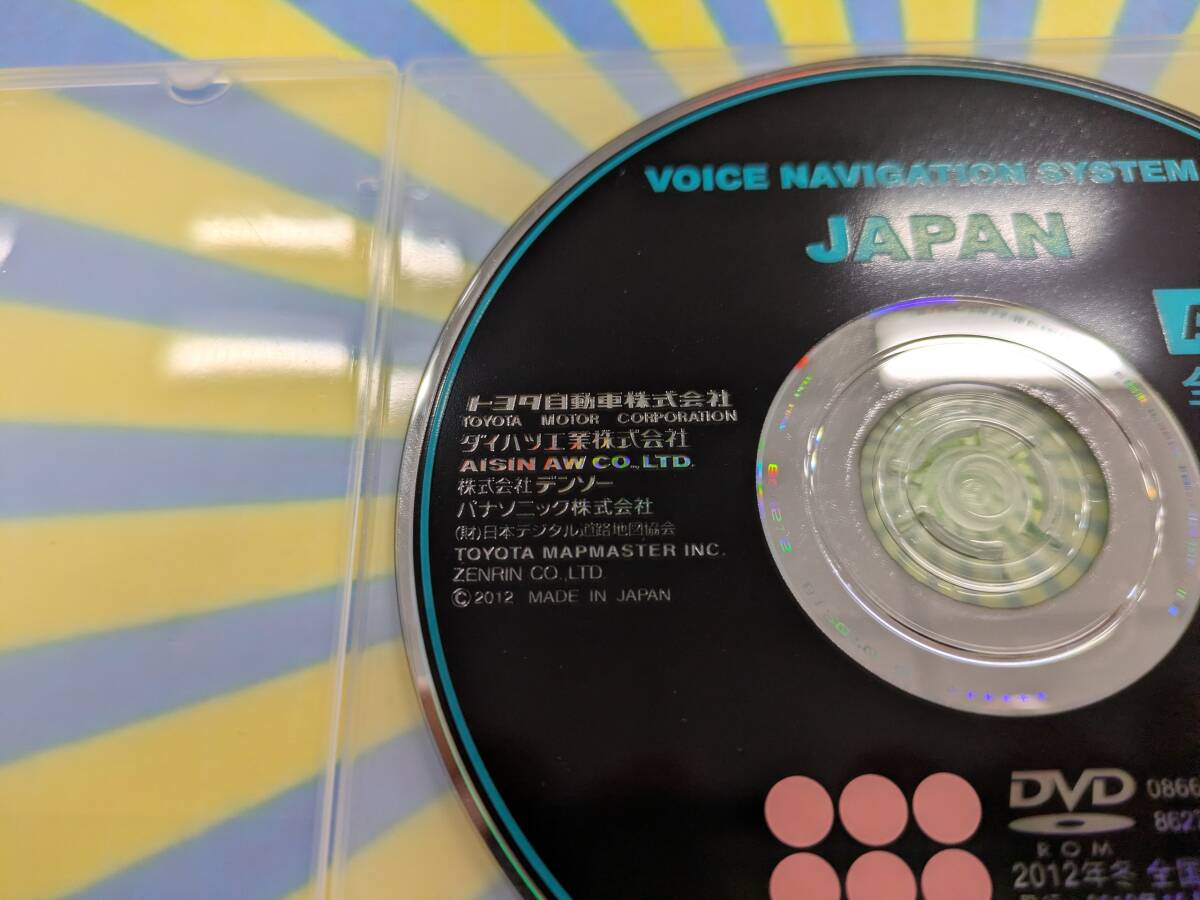 VOICE NAVIGATION SYSTEM
JAPAN
トヨタ自動車株式会社
TOYOTA MOTOR CORPORATION
ダイハツ工業株式会社
AISIN AW CO., LTD.
株式会社デンソー
パナソニック株式会社
(財)日本デジタル道路地図協会
TOYOTA MAPMASTER INC.
ZENRIN CO.,LTD.
©2012 MADE IN JAPAN
DVD 0866
ROM 8627
2012年冬 全国